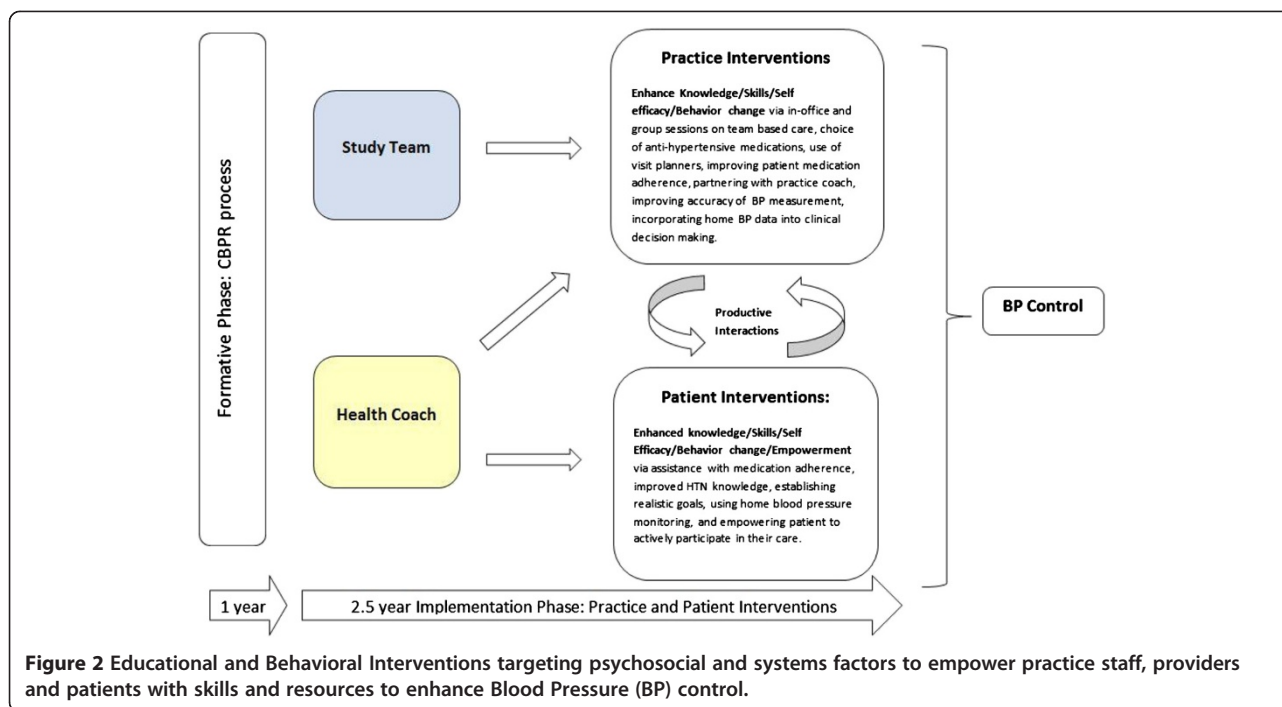 Formative Phase: CBPR process
Study Team
Health Coach
Practice Interventions
Enhance Knowledge/Skills/Self
efficacy/Behavior change via in-office and
group sessions on team based care, choice
of anti-hypertensive medications, use of
visit planners, improving patient medication
adherence, partnering with practice coach,
improving accuracy of BP measurement,
incorporating home BP data into clinical
decision making.
Productive
Interactions
Patient Interventions:
Enhanced knowledge/Skills/Self
Efficacy/Behavior change/Empowerment
via assistance with medication adherence,
improved HTN knowledge, establishing
realistic goals, using home blood pressure
monitoring, and empowering patient to
actively participate in their care.
BP Control
1 year
2.5 year Implementation Phase: Practice and Patient Interventions
Figure 2 Educational and Behavioral Interventions targeting psychosocial and systems factors to empower practice staff, providers
and patients with skills and resources to enhance Blood Pressure (BP) control.